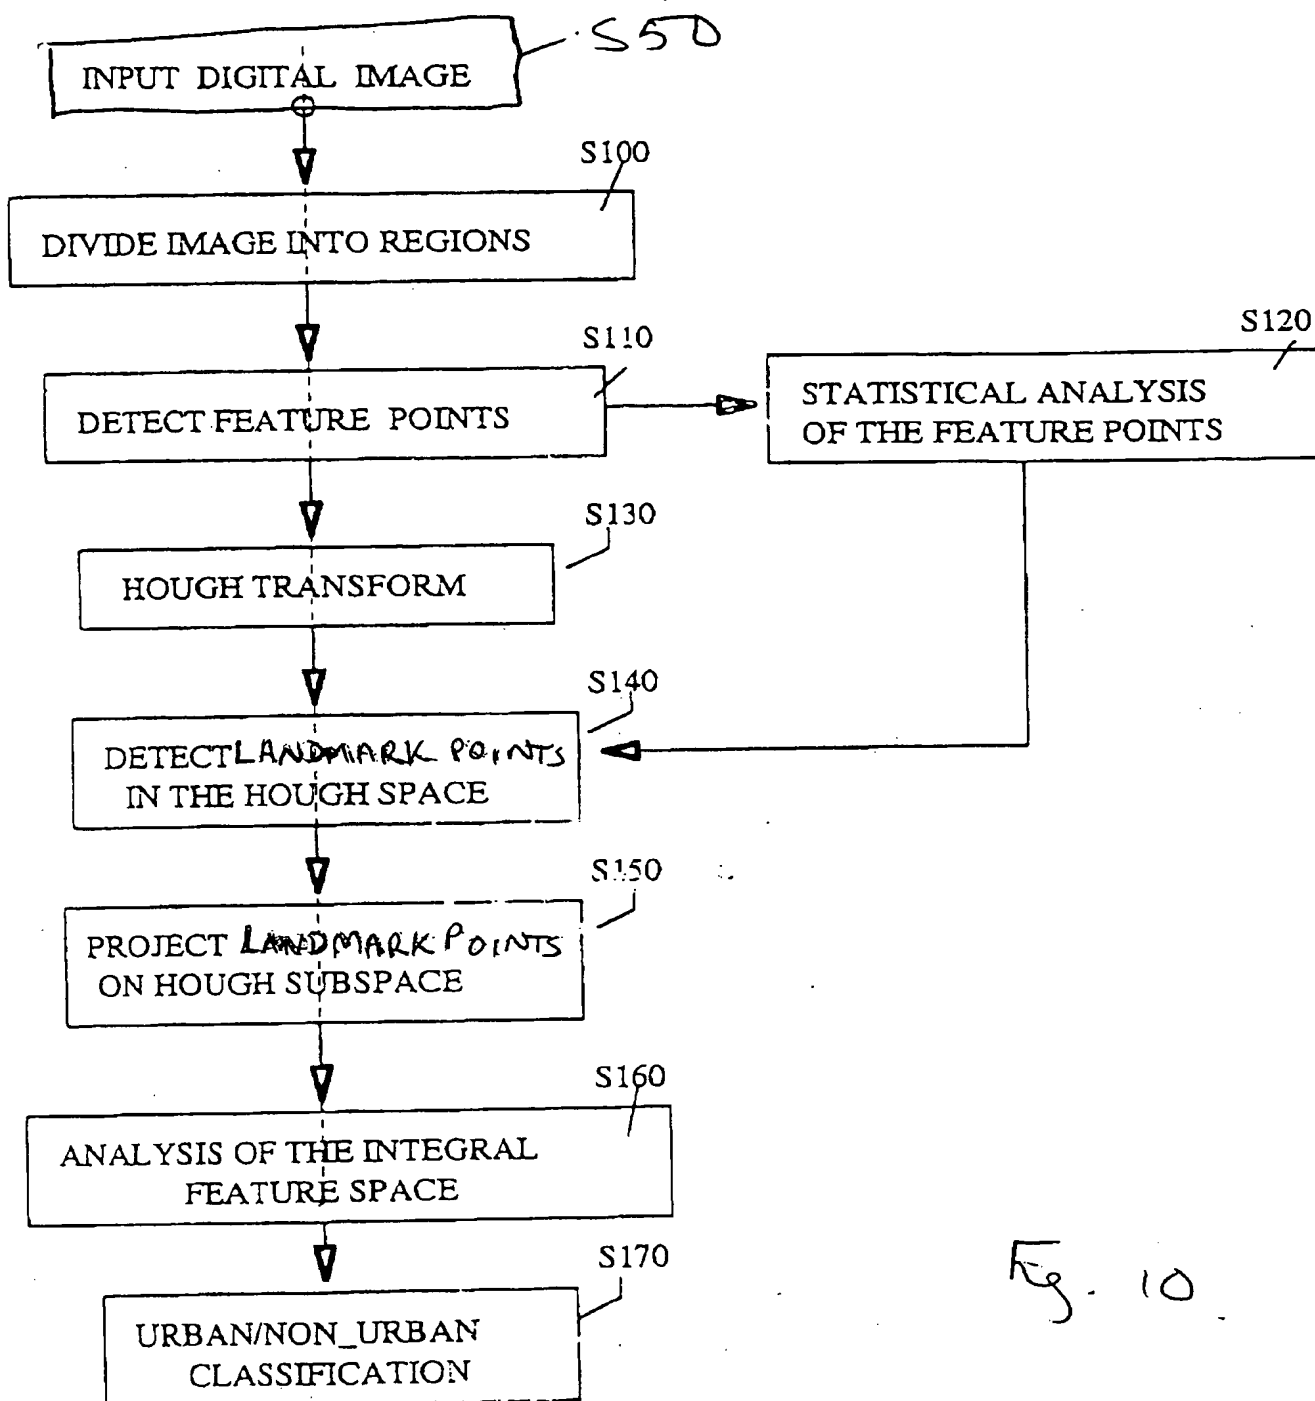 S50
INPUT DIGITAL IMAGE
S100
DIVIDE IMAGE INTO REGIONS
S110
DETECT FEATURE POINTS
S120
STATISTICAL ANALYSIS
OF THE FEATURE POINTS
S130
HOUGH TRANSFORM
S140
DETECT LANDMARK POINTS
IN THE HOUGH SPACE
S150
PROJECT LANDMARK POINTS
ON HOUGH SUBSPACE
S160
ANALYSIS OF THE INTEGRAL
FEATURE SPACE
S170
URBAN/NON_URBAN
CLASSIFICATION
Fig. 10